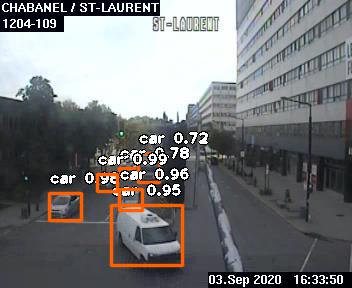 CHABANEL / ST-LAURENT
1204-109
ST-LAURENT
car 0.72
car 0.78
car 0.99
car 0.96
car 0.98
car 0.95
03.Sep 2020 16:33:50